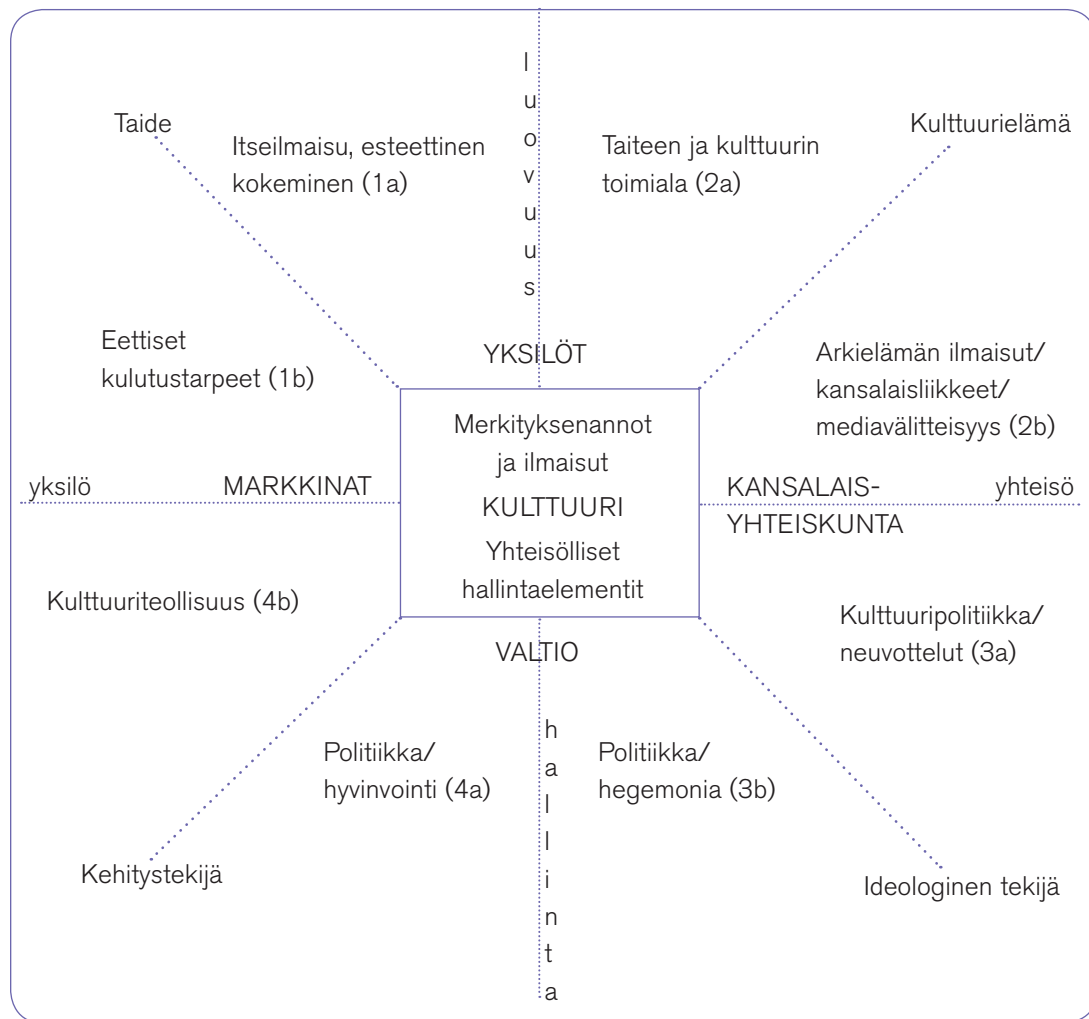 luovuus
Taide
Kulttuurielämä
Itseilmaisu, esteettinen
kokeminen (1a)
Taiteen ja kulttuurin
toimiala (2a)
Eettiset
kulutustarpeet (1b)
YKSILÖT
Arkielämän ilmaisut/
kansalaisliikkeet/
mediavälitteisyys (2b)
Merkityksenannot
ja ilmaisut
KULTTUURI
Yhteisölliset
hallintaelementit
yksilö
MARKKINAT
KANSALAIS-
YHTEISKUNTA
yhteisö
Kulttuuriteollisuus (4b)
Kulttuuripolitiikka/
neuvottelut (3a)
VALTIO
hallinta
Politiikka/
hyvinvointi (4a)
Politiikka/
hegemonia (3b)
Kehitystekijä
Ideologinen tekijä